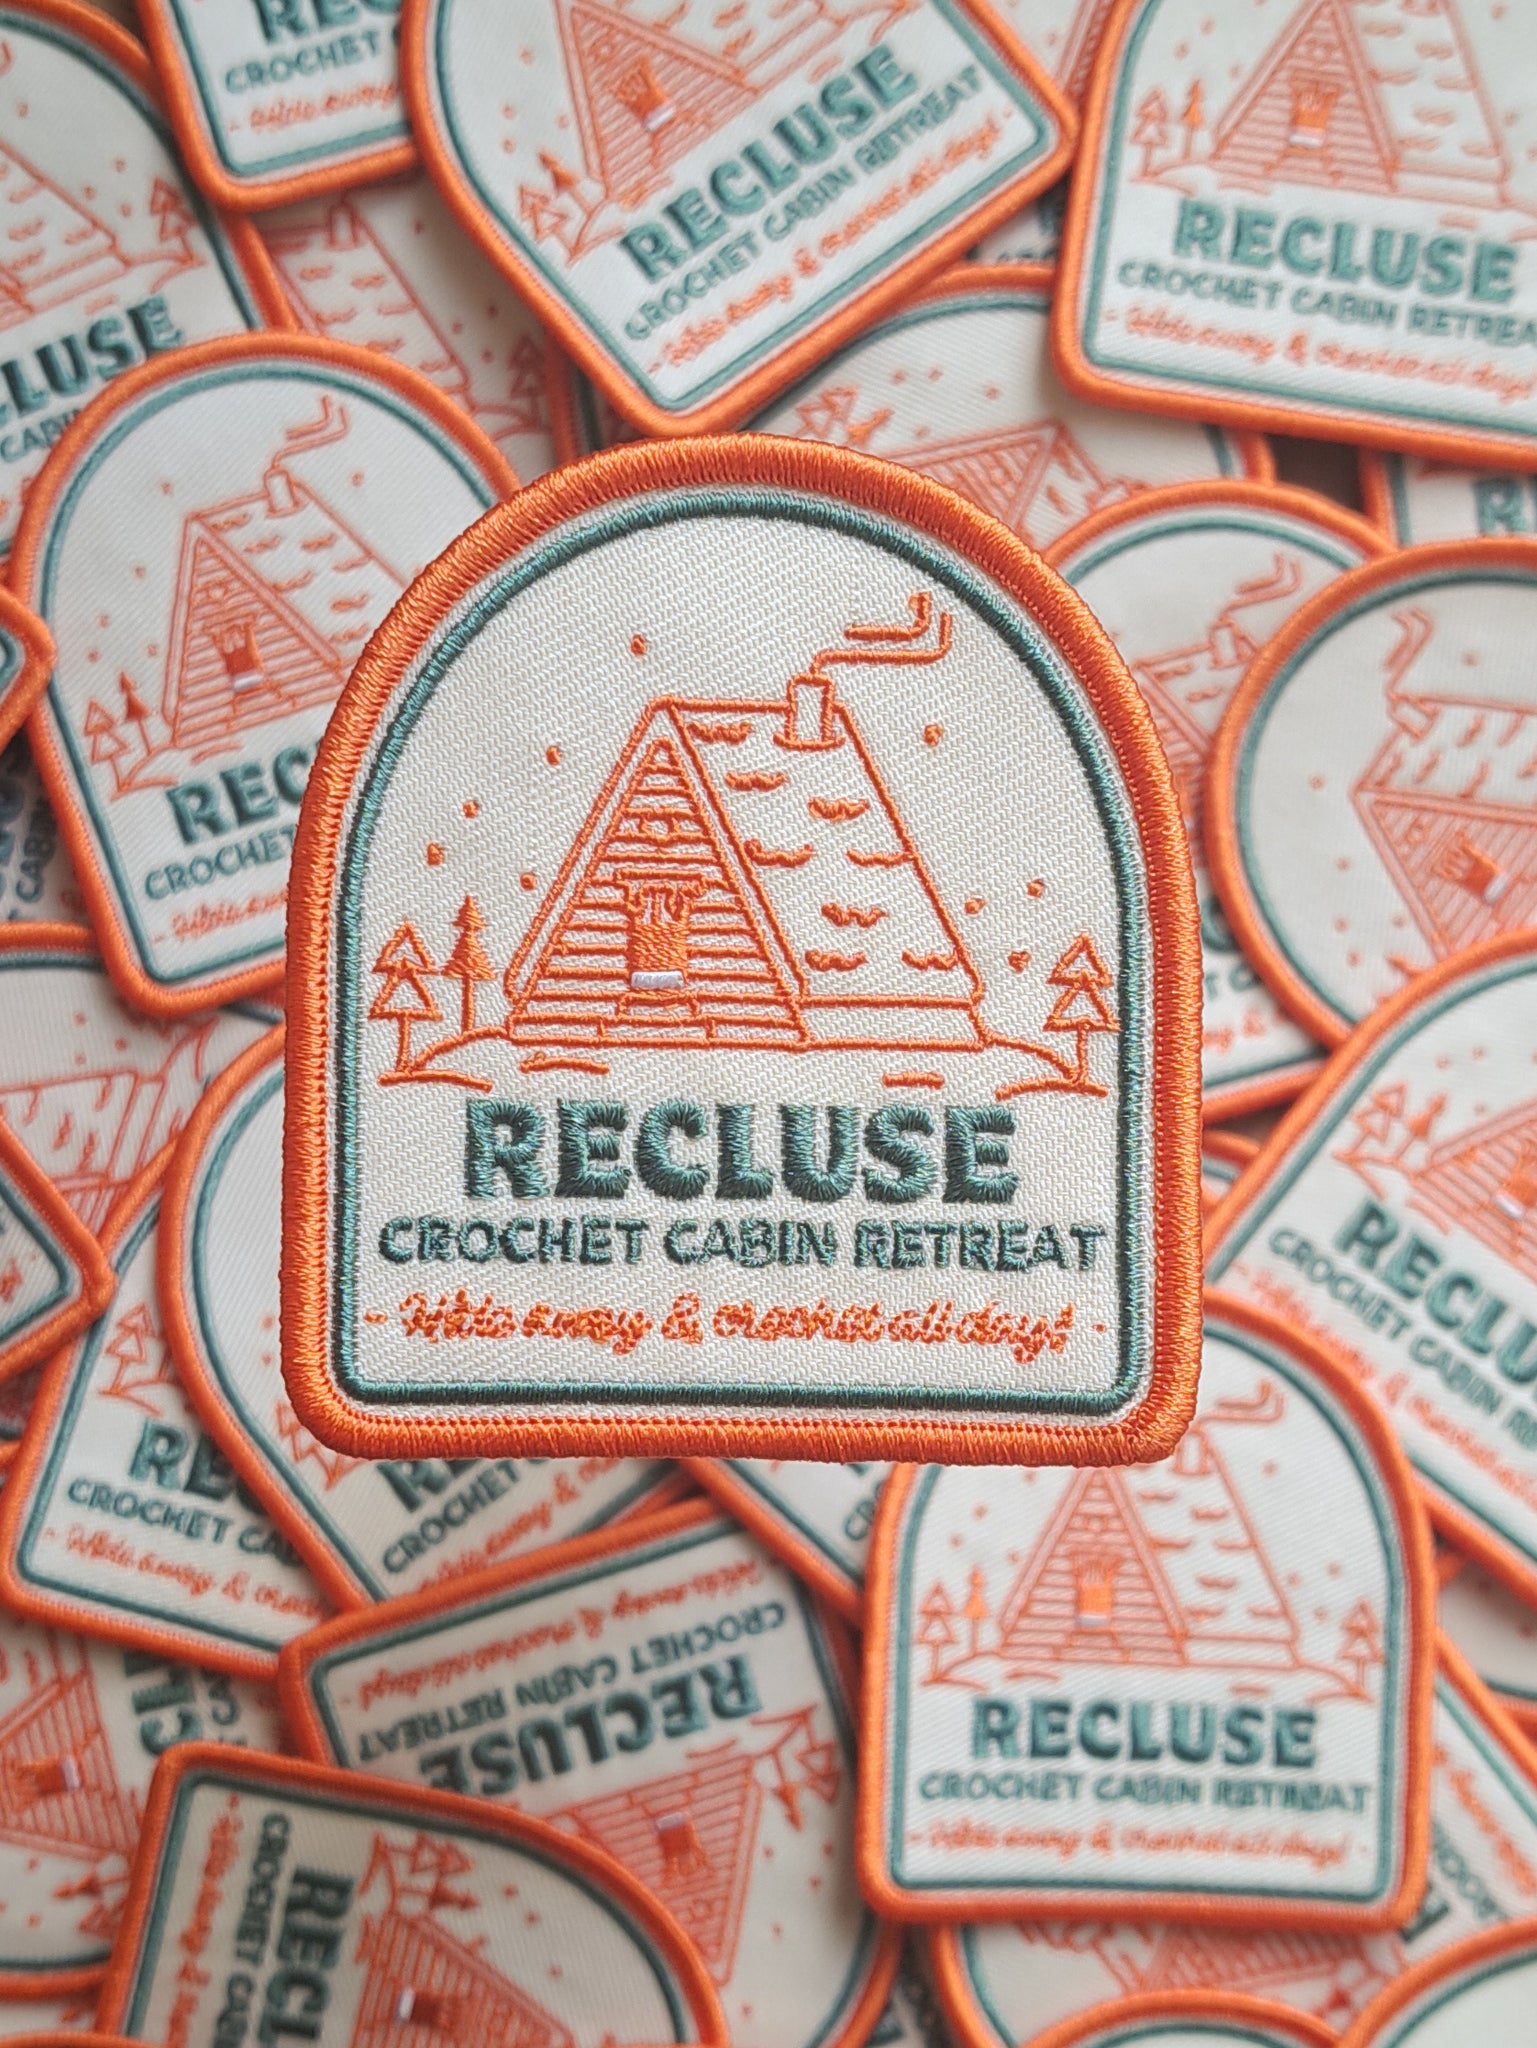 RECLUSE
CROCHET CABIN RETREAT
- Hide away & crochet all day! -